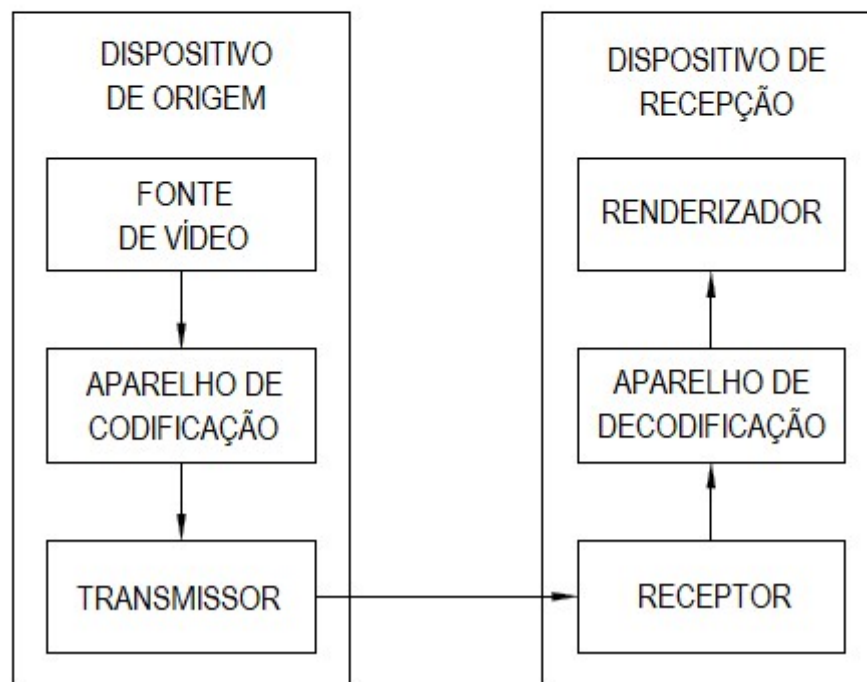 DISPOSITIVO
DE ORIGEM
FONTE
DE VÍDEO
APARELHO DE
CODIFICAÇÃO
TRANSMISSOR
DISPOSITIVO DE
RECEPÇÃO
RENDERIZADOR
APARELHO DE
DECODIFICAÇÃO
RECEPTOR